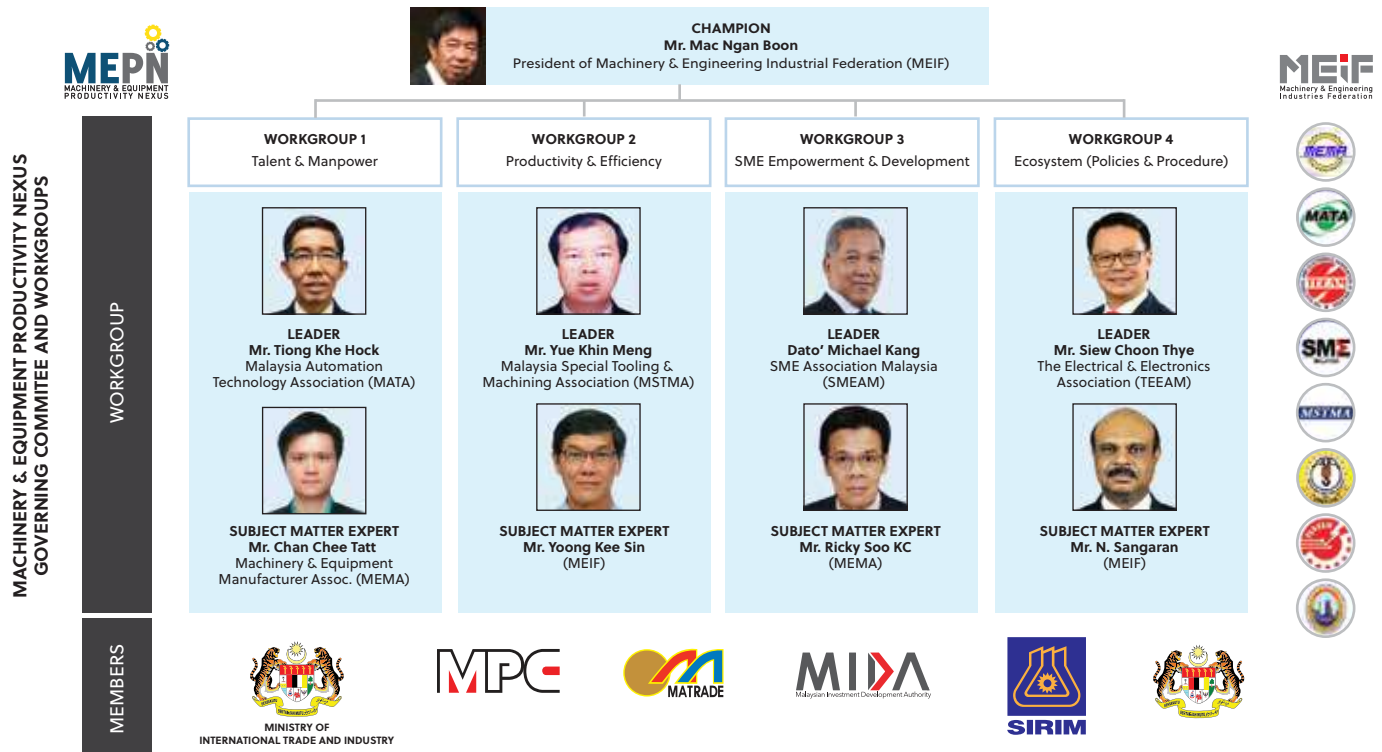 MEPN
MACHINERY & EQUIPMENT
PRODUCTIVITY NEXUS
CHAMPION
Mr. Mac Ngan Boon
President of Machinery & Engineering Industrial Federation (MEIF)
MEiF
Machinery & Engineering
Industries Federation
MACHINERY & EQUIPMENT PRODUCTIVITY NEXUS
GOVERNING COMMITEE AND WORKGROUPS
WORKGROUP
WORKGROUP 1
Talent & Manpower
WORKGROUP 2
Productivity & Efficiency
WORKGROUP 3
SME Empowerment & Development
WORKGROUP 4
Ecosystem (Policies & Procedure)
LEADER
Mr. Tiong Khe Hock
Malaysia Automation
Technology Association (MATA)
LEADER
Mr. Yue Khin Meng
Malaysia Special Tooling &
Machining Association (MSTMA)
LEADER
Dato’ Michael Kang
SME Association Malaysia
(SMEAM)
LEADER
Mr. Siew Choon Thye
The Electrical & Electronics
Association (TEEAM)
SUBJECT MATTER EXPERT
Mr. Chan Chee Tatt
Machinery & Equipment
Manufacturer Assoc. (MEMA)
SUBJECT MATTER EXPERT
Mr. Yoong Kee Sin
(MEIF)
SUBJECT MATTER EXPERT
Mr. Ricky Soo KC
(MEMA)
SUBJECT MATTER EXPERT
Mr. N. Sangaran
(MEIF)
MEMA
MATA
TEEAM
SME
MSTMA
MEMBERS
MINISTRY OF
INTERNATIONAL TRADE AND INDUSTRY
MPC
MATRADE
MIDA
Malaysian Investment Development Authority
SIRIM